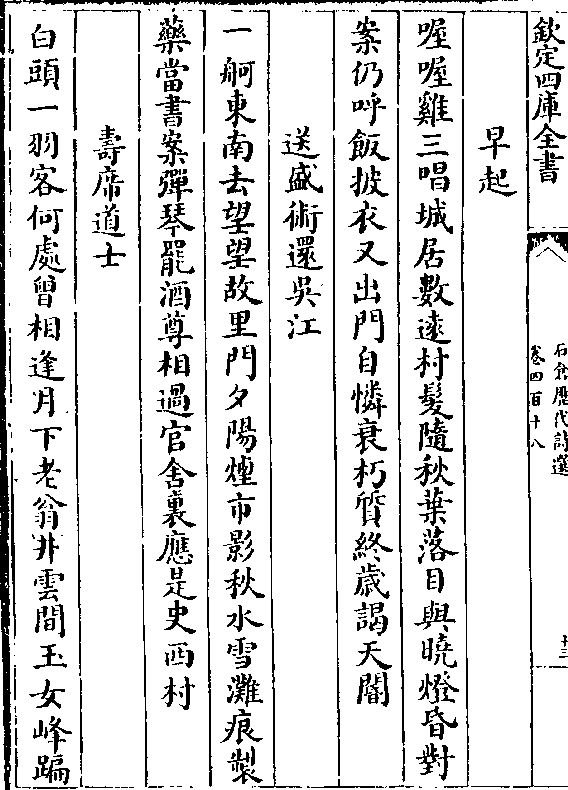 欽定四庫全書
石倉歷代詩選
卷四百十八
十三
早起
喔喔雞三唱城居數遠村髮隨秋葉落目與曉燈昏對
案仍呼飯披衣又出門自憐衰朽質終歲謁天閽
送盛術還吳江
一舸東南去望望故里門夕陽煙市影秋水雪灘痕製
藥當書案彈琴罷酒尊相過官舍裏應是史西村
壽席道士
白頭一羽客何處曾相逢月下老翁井雲間玉女峰蹁